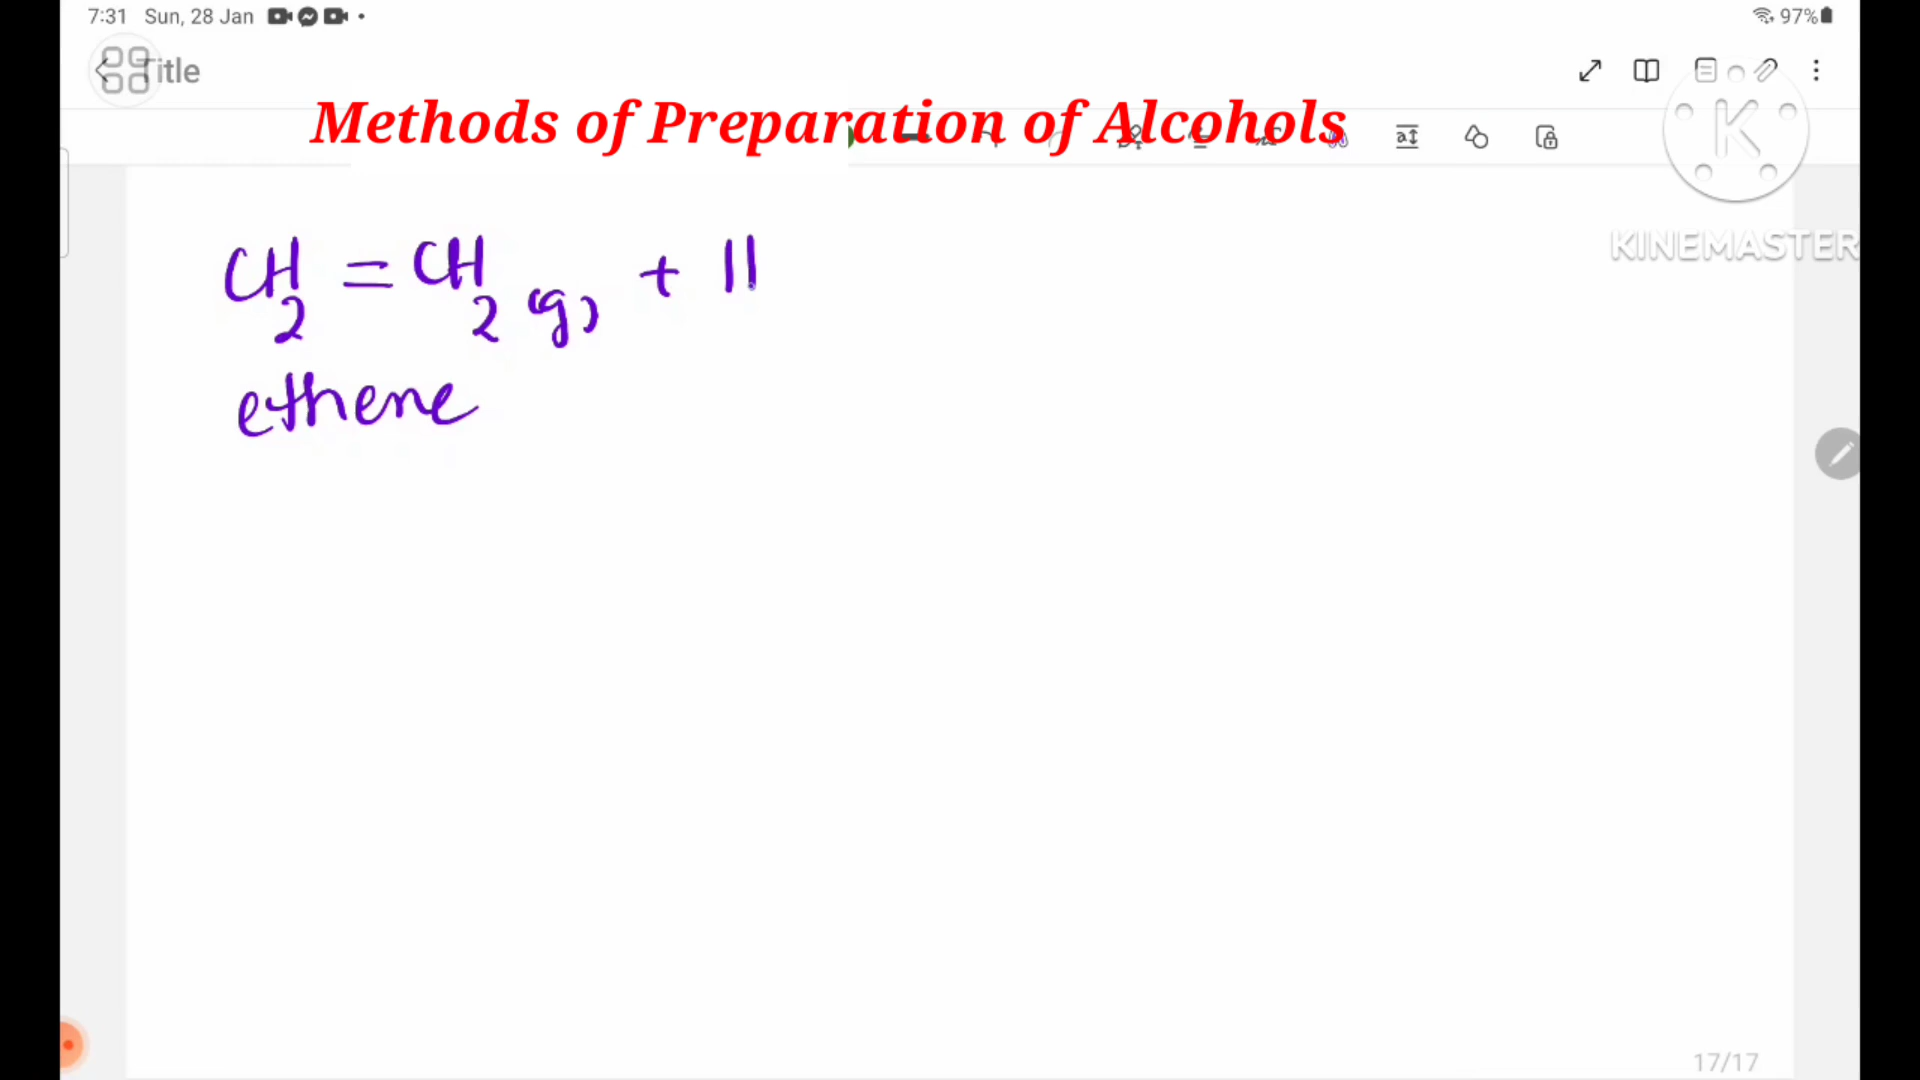 7:31 Sun, 28 Jan
97%
Title
Methods of Preparation of Alcohols
KINEMASTER
CH2 = CH2 (g) +
ethene
17/17